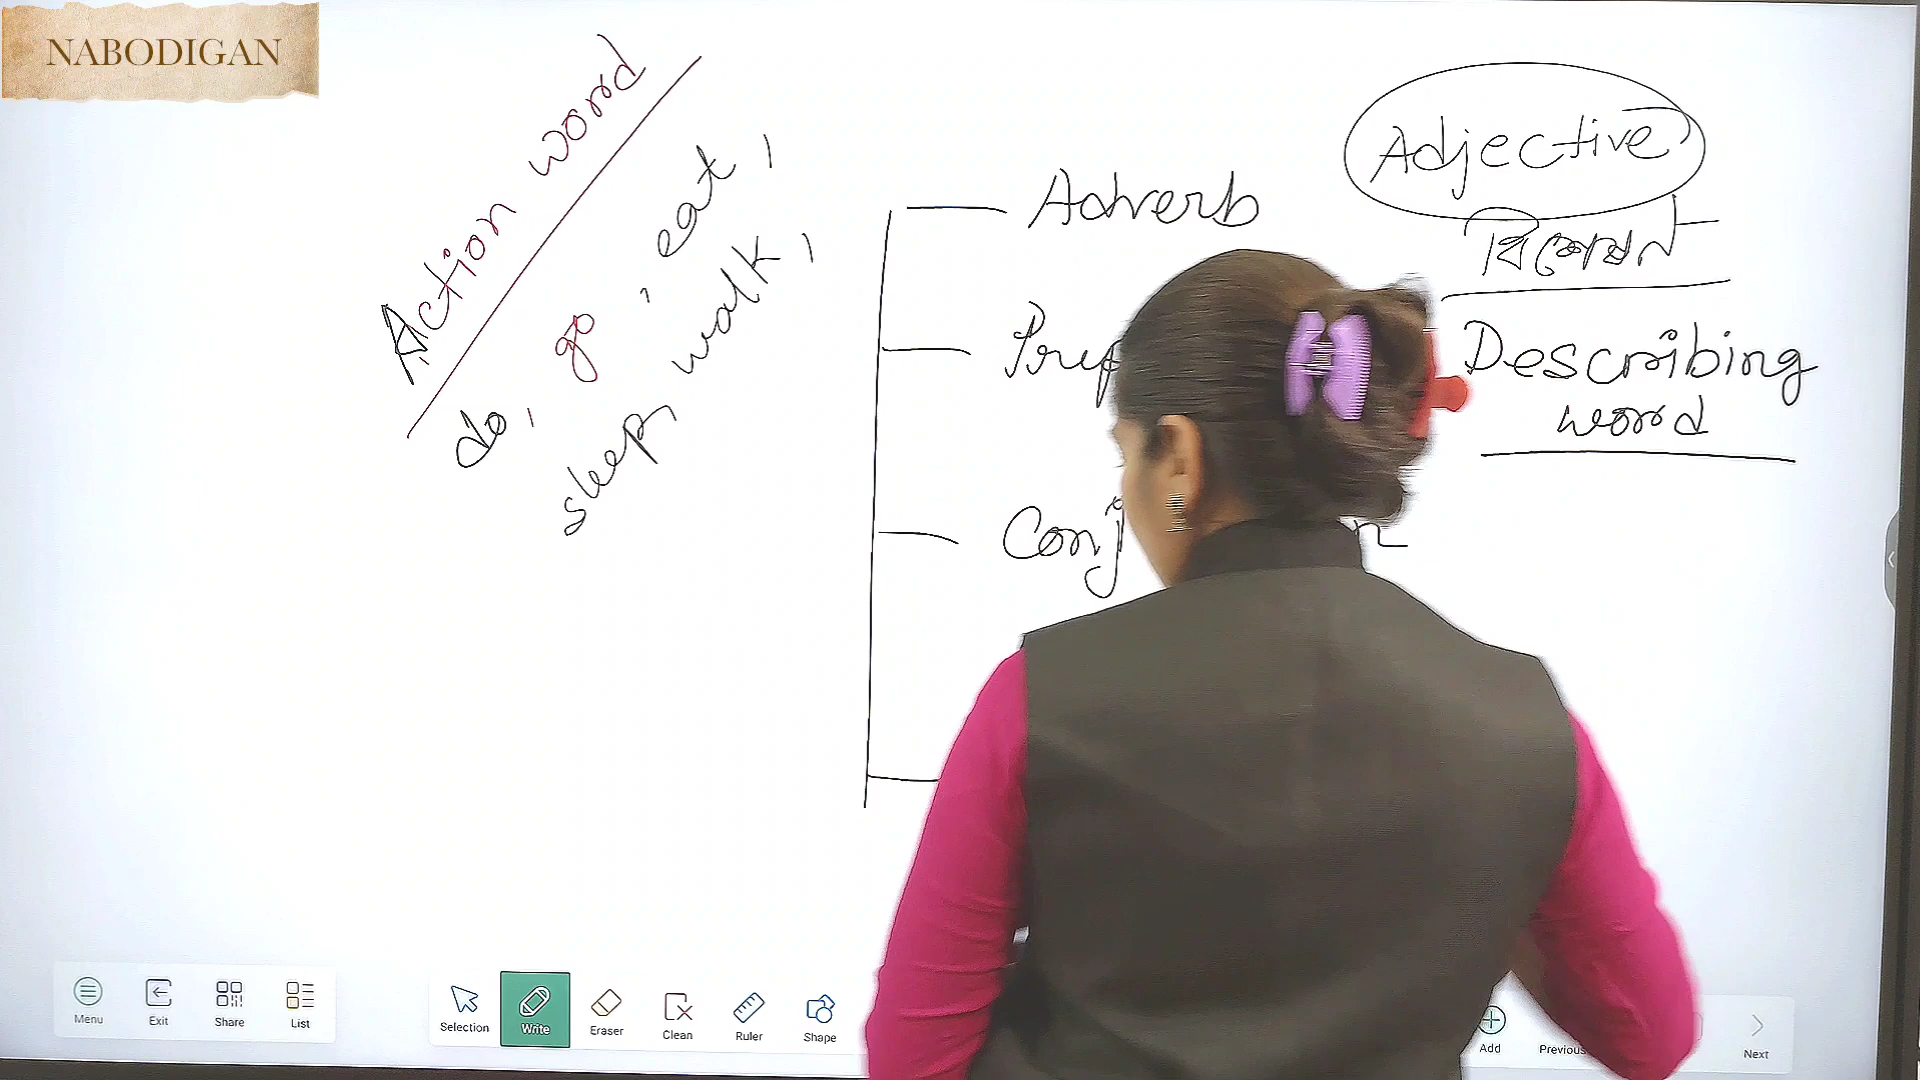 NABODIGAN
Action word
do, go, eat,
sleep, walk,
Adjective
বিশেষণ
Describing
word
Adverb
Menu
Exit
Share
List
Selection
Write
Eraser
Clean
Ruler
Shape
Add
Previous
Next